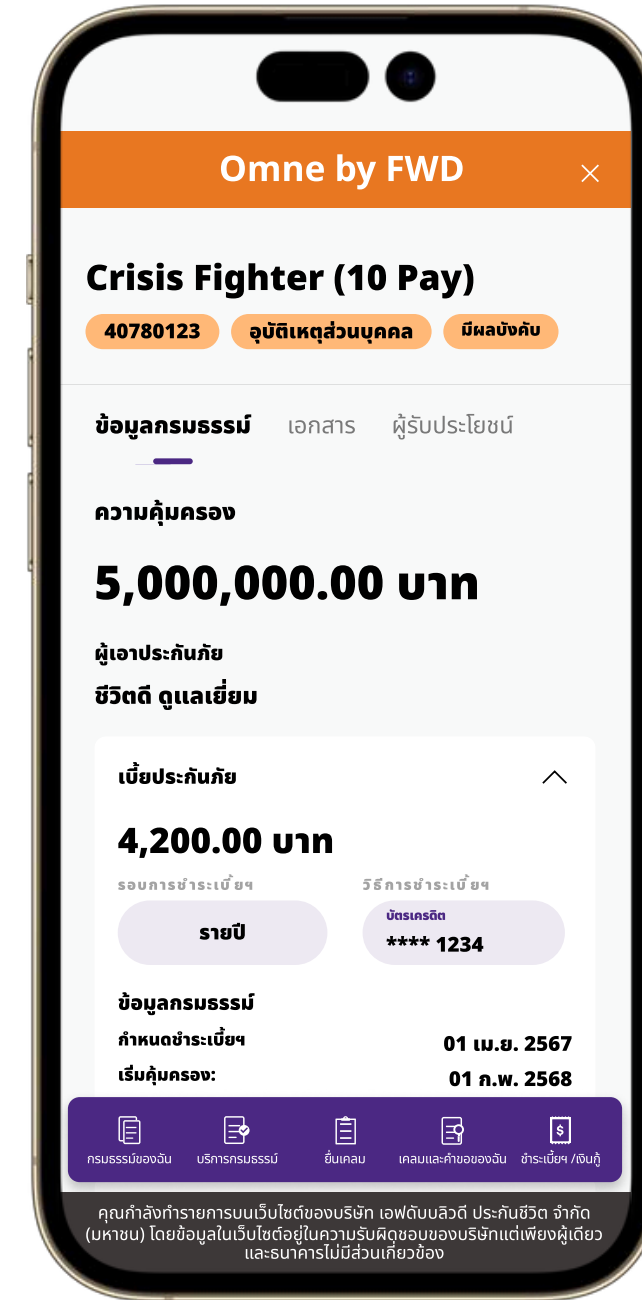 Omne by FWD
Crisis Fighter (10 Pay)
40780123 อุบัติเหตุส่วนบุคคล มีผลบังคับ
ข้อมูลกรมธรรม์ เอกสาร ผู้รับประโยชน์
ความคุ้มครอง
5,000,000.00 บาท
ผู้เอาประกันภัย
ชีวิตดี ดูแลเยี่ยม
เบี้ยประกันภัย
4,200.00 บาท
รอบการชำระเบี้ยฯ วิธีการชำระเบี้ยฯ
รายปี
บัตรเครดิต
**** 1234
ข้อมูลกรมธรรม์
กำหนดชำระเบี้ยฯ 01 เม.ย. 2567
เริ่มคุ้มครอง: 01 ก.พ. 2568
กรมธรรม์ของฉัน บริการกรมธรรม์ ยื่นเคลม เคลมและคำขอของฉัน ชำระเบี้ยฯ /เงินกู้
คุณกำลังทำรายการบนเว็บไซต์ของบริษัท เอฟดับบลิวดี ประกันชีวิต จำกัด
(มหาชน) โดยข้อมูลในเว็บไซต์อยู่ในความรับผิดชอบของบริษัทแต่เพียงผู้เดียว
และธนาคารไม่มีส่วนเกี่ยวข้อง